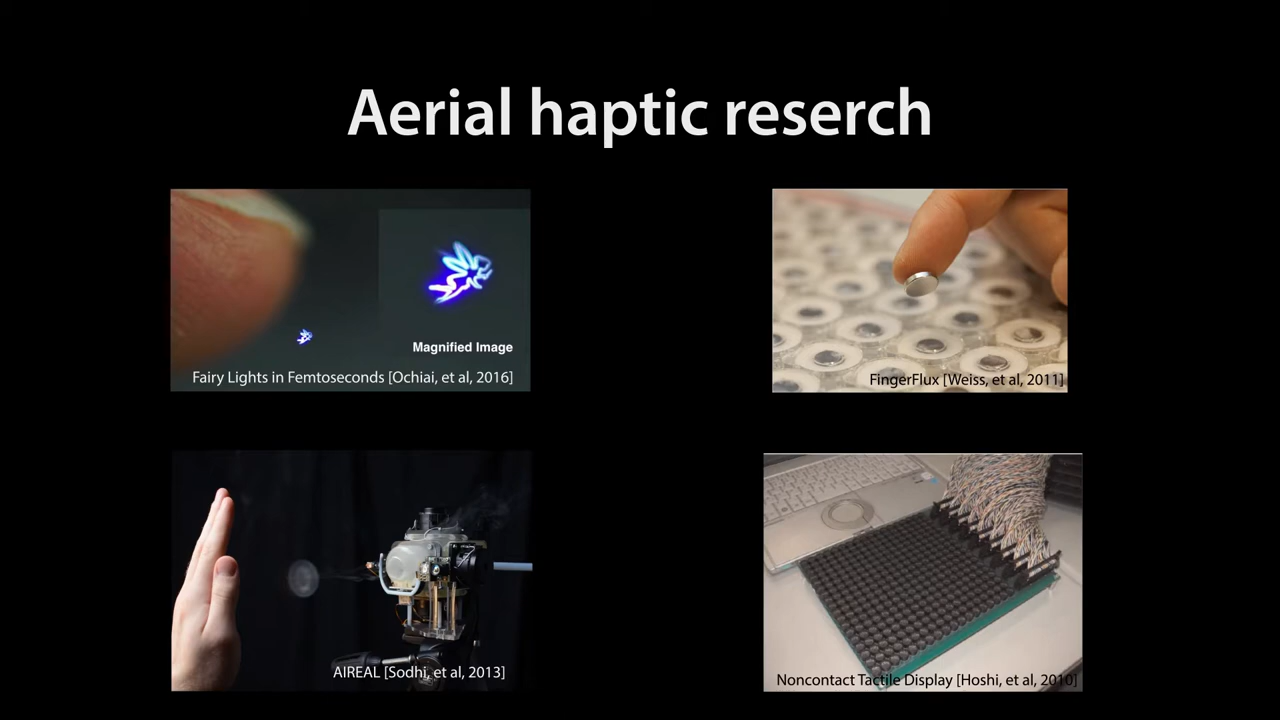 Aerial haptic reserch
Magnified Image
Fairy Lights in Femtoseconds [Ochiai, et al, 2016]
FingerFlux [Weiss, et al, 2011]
AIREAL [Sodhi, et al, 2013]
Noncontact Tactile Display [Hoshi, et al, 2010]